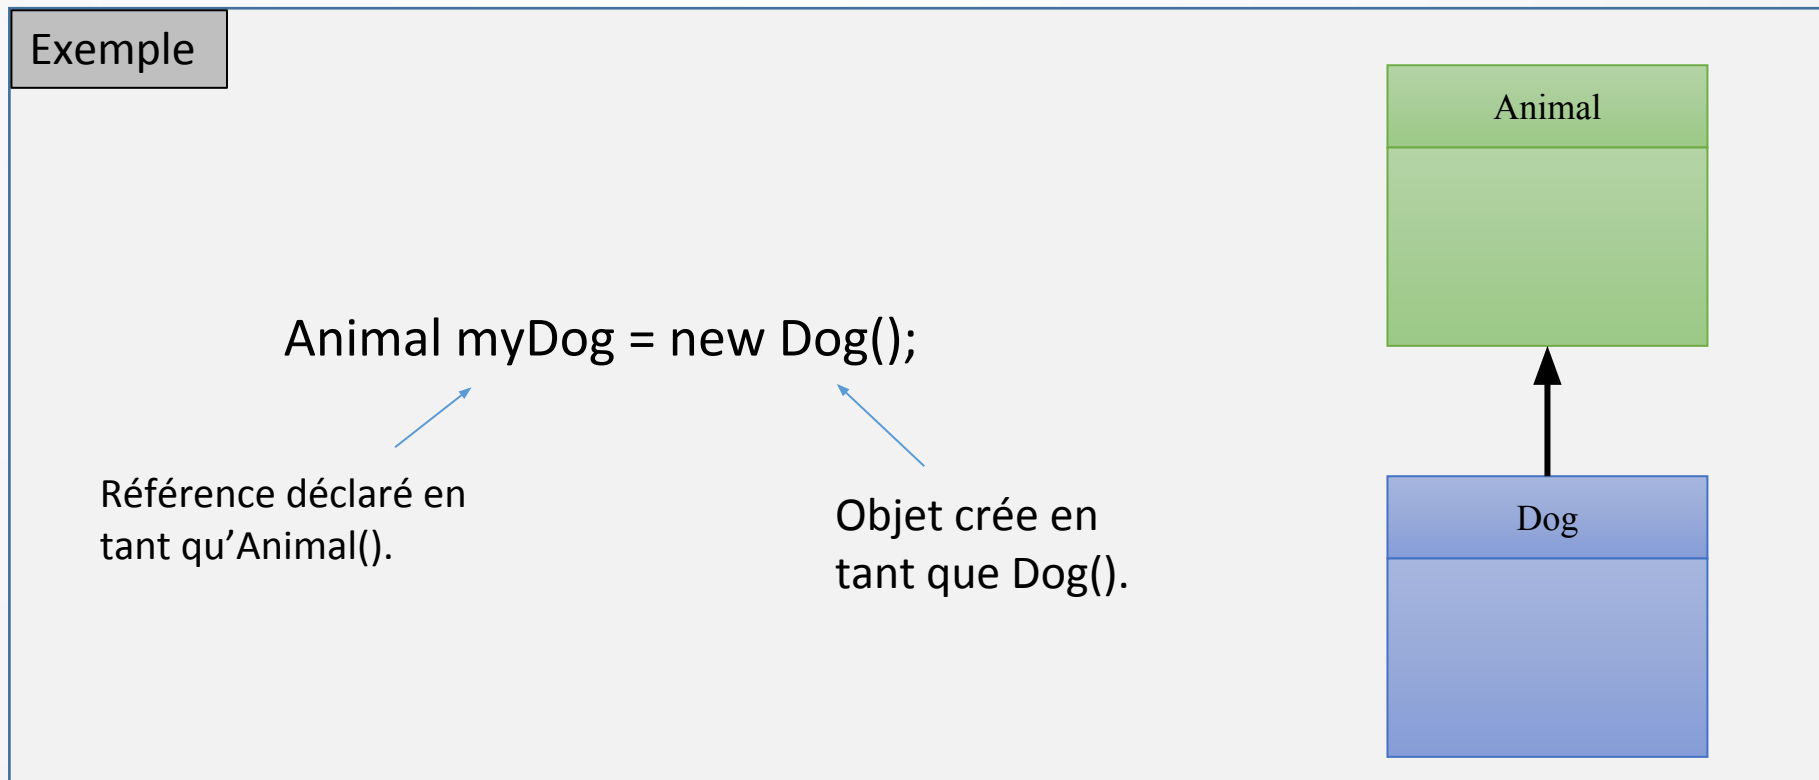 Exemple
Animal
Animal myDog = new Dog();
Référence déclaré en
tant qu’Animal().
Objet crée en
tant que Dog().
Dog